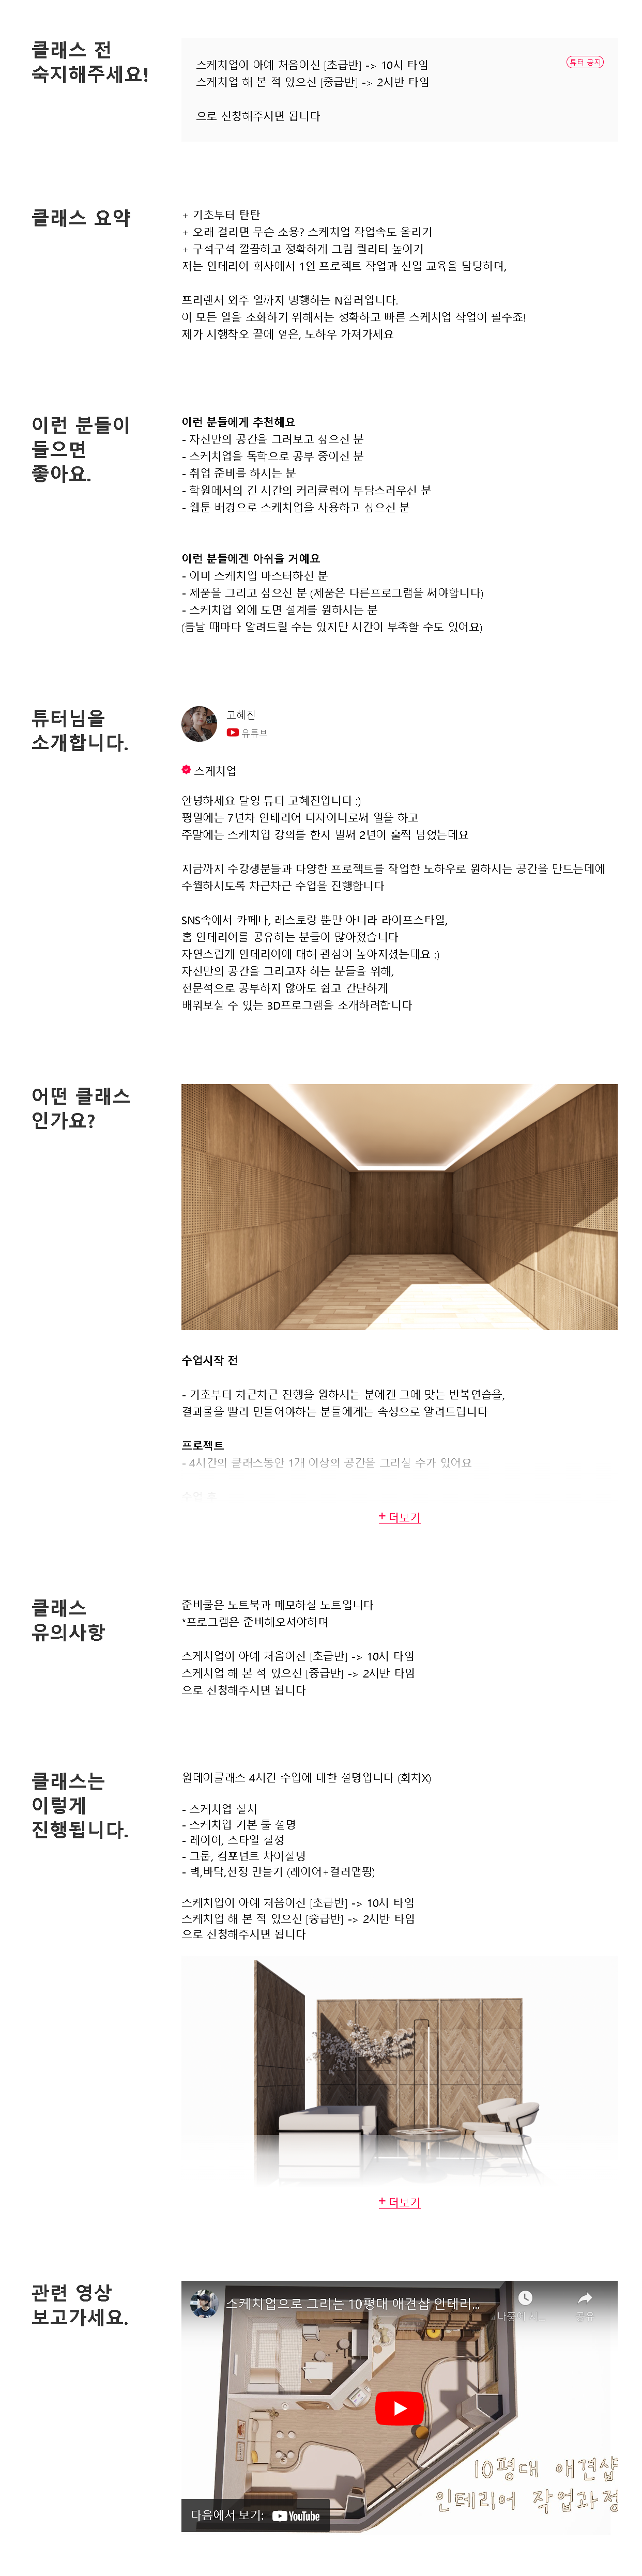 클래스 전
숙지해주세요!
스케치업이 아예 처음이신 [초급반] -> 10시 타임
튜터 공지
스케치업 해 본 적 있으신 [중급반] -> 2시반 타임
으로 신청해주시면 됩니다
클래스 요약
+ 기초부터 탄탄
+ 오래 걸리면 무슨 소용? 스케치업 작업속도 올리기
+ 구석구석 깔끔하고 정확하게 그림 퀄리티 높이기
저는 인테리어 회사에서 1인 프로젝트 작업과 신입 교육을 담당하며,
프리랜서 외주 일까지 병행하는 N잡러입니다.
이 모든 일을 소화하기 위해서는 정확하고 빠른 스케치업 작업이 필수죠!
제가 시행착오 끝에 얻은, 노하우 가져가세요
이런 분들이
들으면
좋아요.
이런 분들에게 추천해요
- 자신만의 공간을 그려보고 싶으신 분
- 스케치업을 독학으로 공부 중이신 분
- 취업 준비를 하시는 분
- 학원에서의 긴 시간의 커리큘럼이 부담스러우신 분
- 웹툰 배경으로 스케치업을 사용하고 싶으신 분
이런 분들에겐 아쉬울 거예요
- 이미 스케치업 마스터하신 분
- 제품을 그리고 싶으신 분 (제품은 다른프로그램을 써야합니다)
- 스케치업 외에 도면 설계를 원하시는 분
(틈날 때마다 알려드릴 수는 있지만 시간이 부족할 수도 있어요)
튜터님을
소개합니다.
고혜진
유튜브
스케치업
안녕하세요 탈잉 튜터 고혜진입니다 :)
평일에는 7년차 인테리어 디자이너로써 일을 하고
주말에는 스케치업 강의를 한지 벌써 2년이 훌쩍 넘었는데요
지금까지 수강생분들과 다양한 프로젝트를 작업한 노하우로 원하시는 공간을 만드는데에
수월하시도록 차근차근 수업을 진행합니다
SNS속에서 카페나, 레스토랑 뿐만 아니라 라이프스타일,
홈 인테리어를 공유하는 분들이 많아졌습니다
자연스럽게 인테리어에 대해 관심이 높아지셨는데요 :)
자신만의 공간을 그리고자 하는 분들을 위해,
전문적으로 공부하지 않아도 쉽고 간단하게
배워보실 수 있는 3D프로그램을 소개하려합니다
어떤 클래스
인가요?
수업시작 전
- 기초부터 차근차근 진행을 원하시는 분에겐 그에 맞는 반복연습을,
결과물을 빨리 만들어야하는 분들에게는 속성으로 알려드립니다
프로젝트
- 4시간의 클래스동안 1개 이상의 공간을 그리실 수가 있어요
수업 후
+ 더보기
클래스
유의사항
준비물은 노트북과 메모하실 노트입니다
*프로그램은 준비해오셔야하며
스케치업이 아예 처음이신 [초급반] -> 10시 타임
스케치업 해 본 적 있으신 [중급반] -> 2시반 타임
으로 신청해주시면 됩니다
클래스는
이렇게
진행됩니다.
원데이클래스 4시간 수업에 대한 설명입니다 (회차X)
- 스케치업 설치
- 스케치업 기본 툴 설명
- 레이어, 스타일 설정
- 그룹, 컴포넌트 차이설명
- 벽,바닥,천정 만들기 (레이어+컬러맵핑)
스케치업이 아예 처음이신 [초급반] -> 10시 타임
스케치업 해 본 적 있으신 [중급반] -> 2시반 타임
으로 신청해주시면 됩니다
+ 더보기
관련 영상
보고가세요.
스케치업으로 그리는 10평대 애견샵 인테리...
10평대 애견샵
인테리어 작업과정
다음에서 보기: YouTube